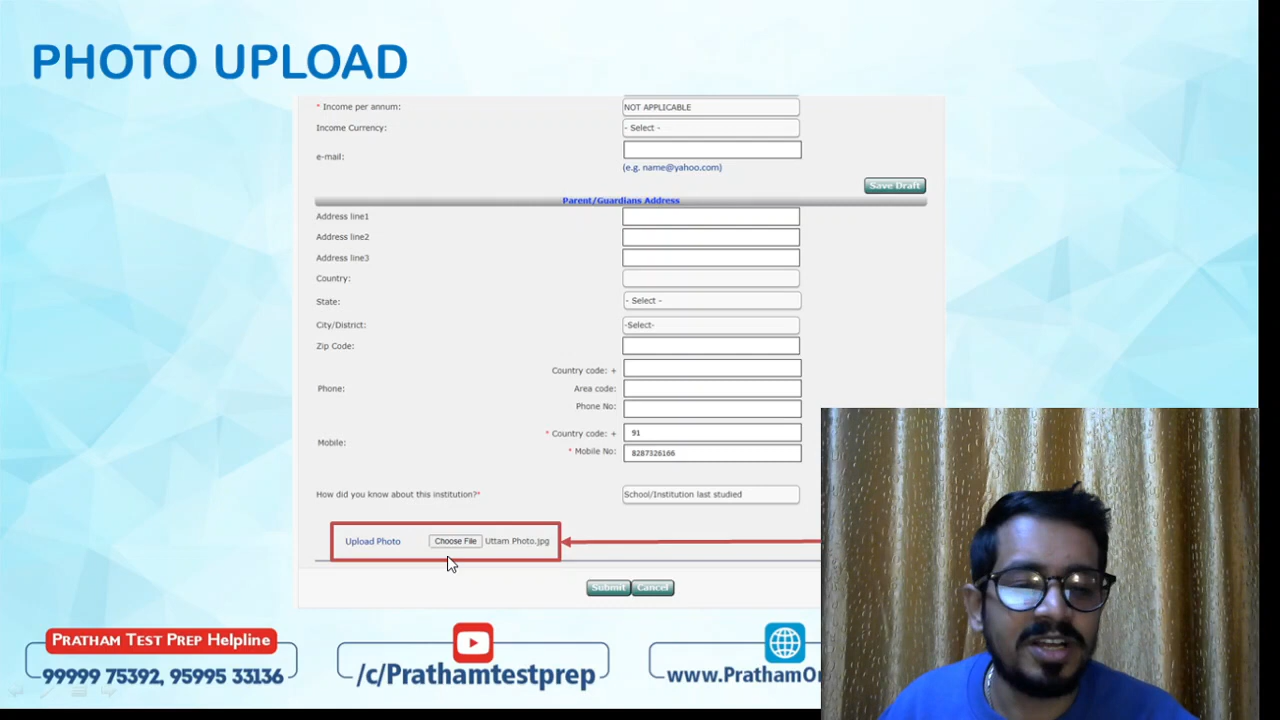 PHOTO UPLOAD
* Income per annum: NOT APPLICABLE
Income Currency: - Select -
e-mail:
(e.g. name@yahoo.com)
Save Draft
Parent/Guardians Address
Address line1
Address line2
Address line3
Country:
State: - Select -
City/District: -Select-
Zip Code:
Country code: +
Phone: Area code:
Phone No:
* Country code: + 91
Mobile:
* Mobile No: 8287326166
How did you know about this institution?* School/Institution last studied
Upload Photo Choose File Uttam Photo.jpg
Submit Cancel
PRATHAM TEST PREP Helpline
99999 75392, 95995 33136
/c/Prathamtestprep
www.PrathamOn